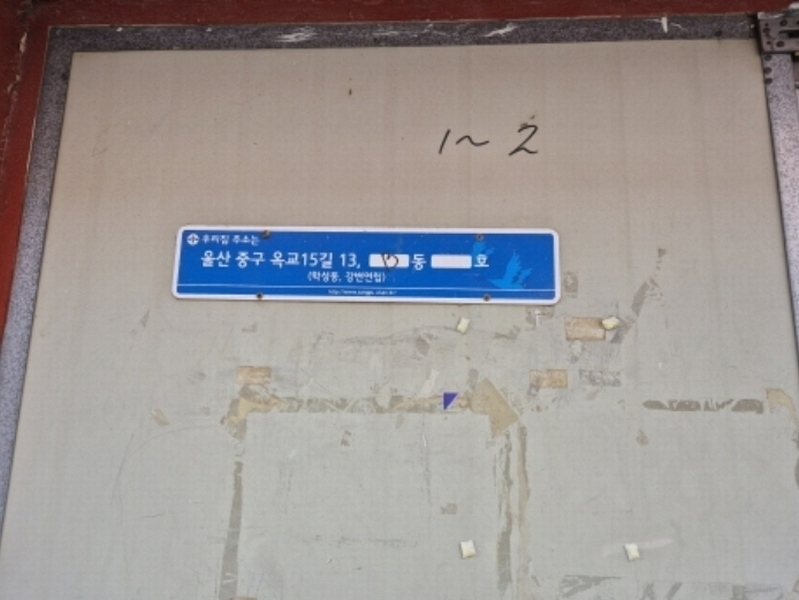 1~2
우리집 주소는
울산 중구 옥교15길 13, B동 호
(학성동, 강변연립)